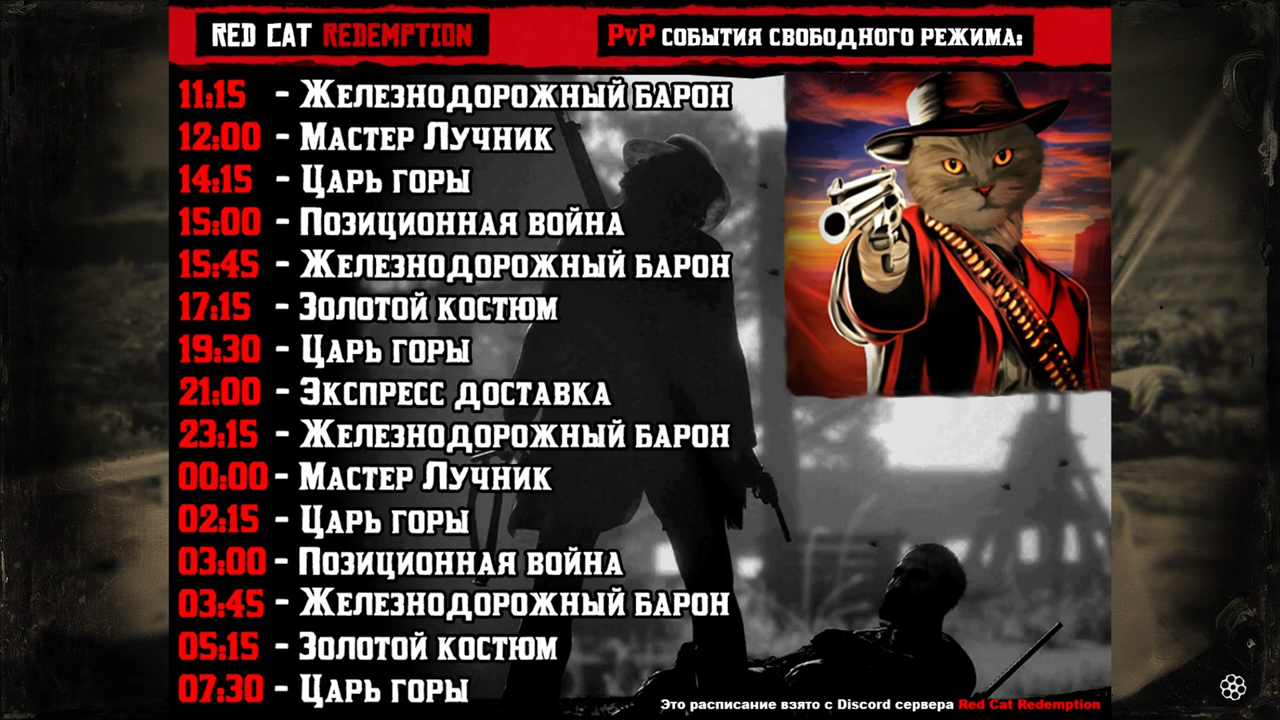 RED CAT REDEMPTION
PvP СОБЫТИЯ СВОБОДНОГО РЕЖИМА:
11:15 - ЖЕЛЕЗНОДОРОЖНЫЙ БАРОН
12:00 - МАСТЕР ЛУЧНИК
14:15 - ЦАРЬ ГОРЫ
15:00 - ПОЗИЦИОННАЯ ВОЙНА
15:45 - ЖЕЛЕЗНОДОРОЖНЫЙ БАРОН
17:15 - ЗОЛОТОЙ КОСТЮМ
19:30 - ЦАРЬ ГОРЫ
21:00 - ЭКСПРЕСС ДОСТАВКА
23:15 - ЖЕЛЕЗНОДОРОЖНЫЙ БАРОН
00:00 - МАСТЕР ЛУЧНИК
02:15 - ЦАРЬ ГОРЫ
03:00 - ПОЗИЦИОННАЯ ВОЙНА
03:45 - ЖЕЛЕЗНОДОРОЖНЫЙ БАРОН
05:15 - ЗОЛОТОЙ КОСТЮМ
07:30 - ЦАРЬ ГОРЫ
Это расписание взято с Discord сервера Red Cat Redemption